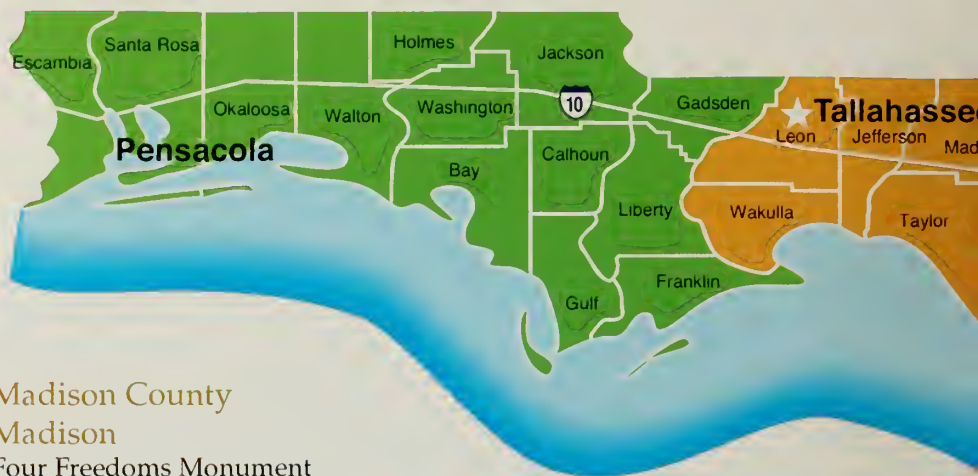 Escambia
Santa Rosa
Okaloosa
Walton
Holmes
Washington
Jackson
10
Bay
Calhoun
Gulf
Liberty
Gadsden
Franklin
Pensacola
Tallahassee
Leon
Jefferson
Mad
Wakulla
Taylor
Madison County
Madison
Four Freedoms Monument